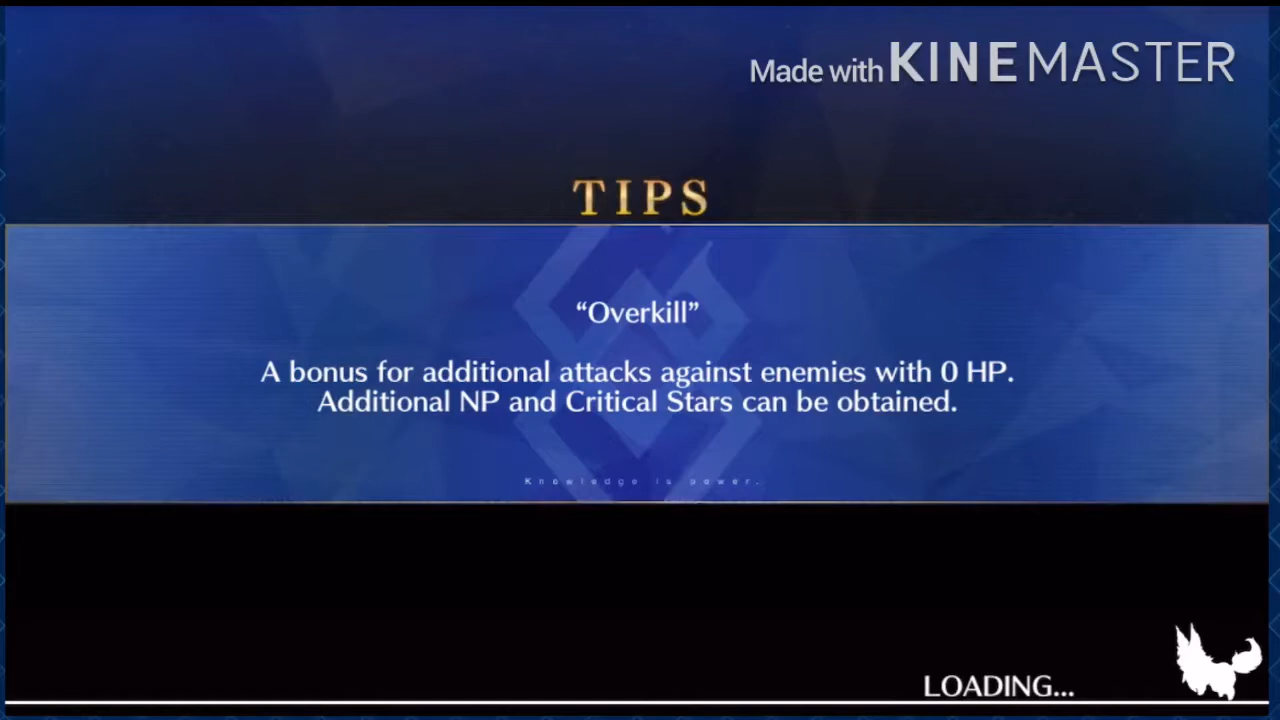 Made with KINEMASTER
TIPS
“Overkill”
A bonus for additional attacks against enemies with 0 HP.
Additional NP and Critical Stars can be obtained.
Knowledge is power.
LOADING...